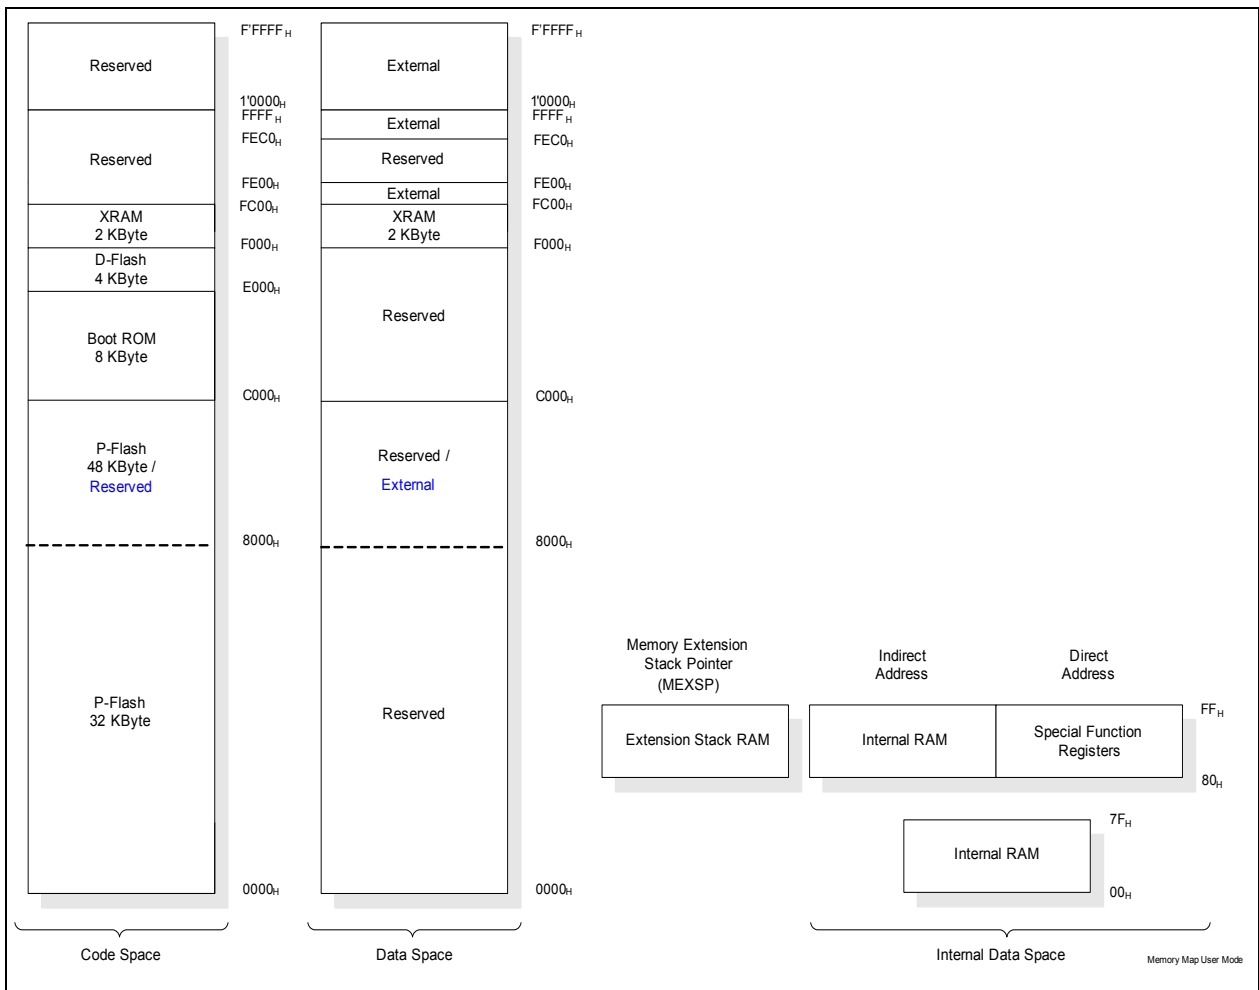 F'FFFFH
Reserved
1'0000H
FFFFH
Reserved
FEC0H
FE00H
FC00H
XRAM
2 KByte
F000H
D-Flash
4 KByte
E000H
Boot ROM
8 KByte
C000H
P-Flash
48 KByte /
Reserved
8000H
P-Flash
32 KByte
0000H
Code Space
F'FFFFH
External
1'0000H
FFFFH
External
FEC0H
Reserved
FE00H
External
FC00H
XRAM
2 KByte
F000H
Reserved
C000H
Reserved /
External
8000H
Reserved
0000H
Data Space
Memory Extension
Stack Pointer
(MEXSP)
Extension Stack RAM
Indirect
Address
Direct
Address
Internal RAM
Special Function
Registers
FFH
80H
7FH
Internal RAM
00H
Internal Data Space
Memory Map User Mode